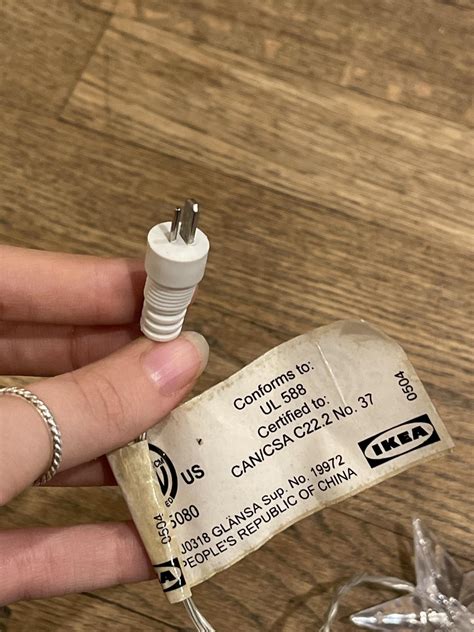 Conforms to:
UL 588
Certified to:
CAN/CSA C22.2 No. 37
0504
IKEA
US
5080
J0318 GLÄNSA Sup. No. 19972
PEOPLE'S REPUBLIC OF CHINA
0504